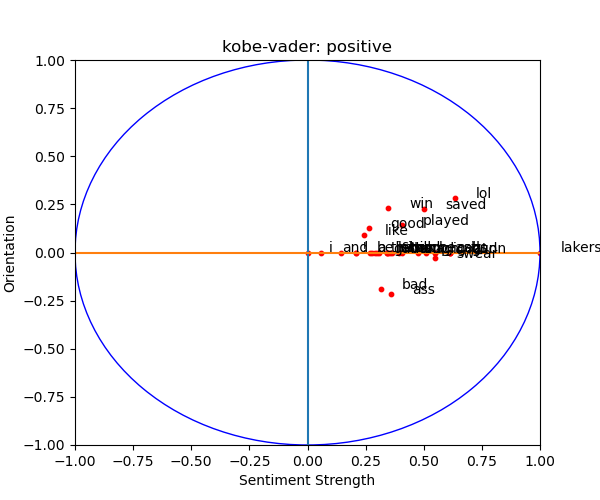 kobe-vader: positive
1.00
0.75
0.50
0.25
0.00
−0.25
−0.50
−0.75
−1.00
Orientation
lol
win
saved
played
good
like
i
and
lakers
swear
bad
ass
−1.00 −0.75 −0.50 −0.25 0.00 0.25 0.50 0.75 1.00
Sentiment Strength